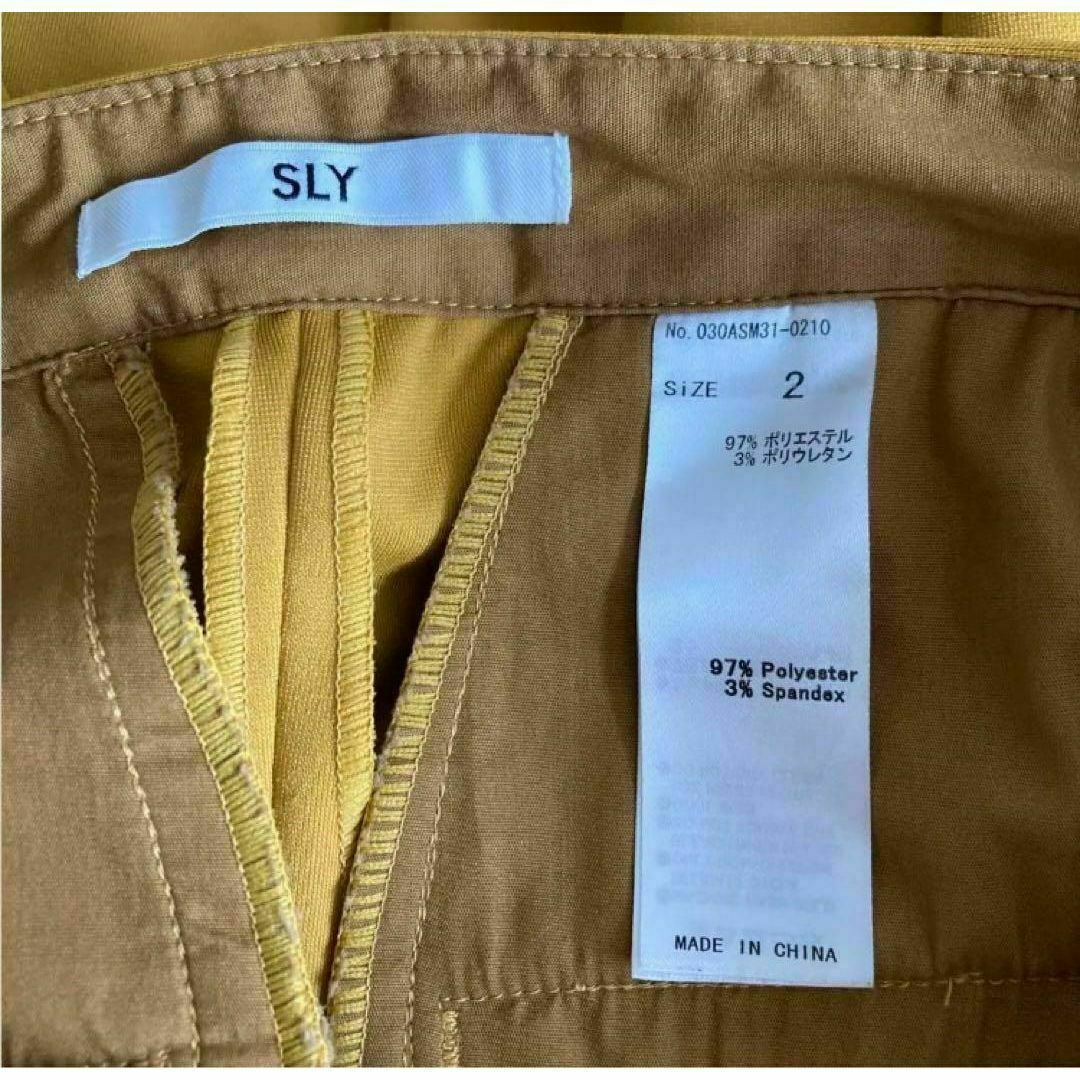 SLY
No. 030ASM31-0210
SiZE 2
97% ポリエステル
3% ポリウレタン
97% Polyester
3% Spandex
MADE IN CHINA